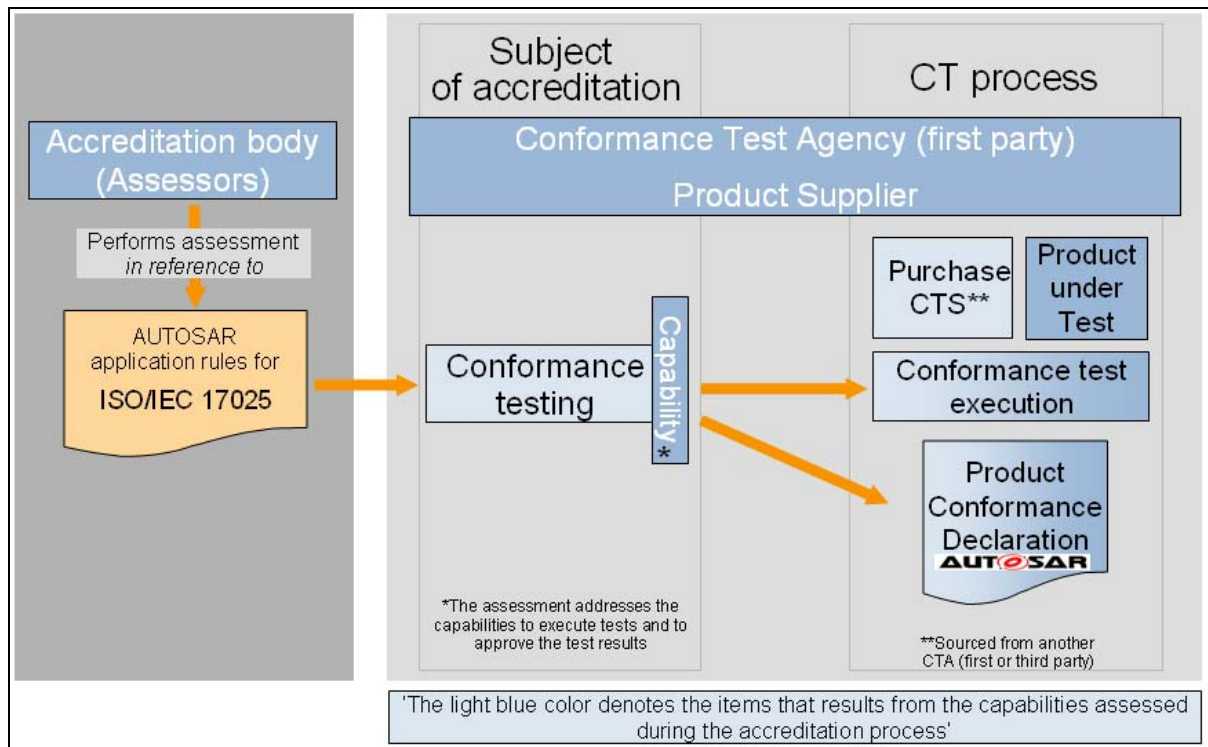 Accreditation body
(Assessors)
Performs assessment
in reference to
AUTOSAR
application rules for
ISO/IEC 17025
Subject
of accreditation
CT process
Conformance Test Agency (first party)
Product Supplier
Conformance
testing
Capability*
Purchase
CTS**
Product
under
Test
Conformance test
execution
Product
Conformance
Declaration
AUTOSAR
*The assessment addresses the
capabilities to execute tests and to
approve the test results
**Sourced from another
CTA (first or third party)
'The light blue color denotes the items that results from the capabilities assessed
during the accreditation process'